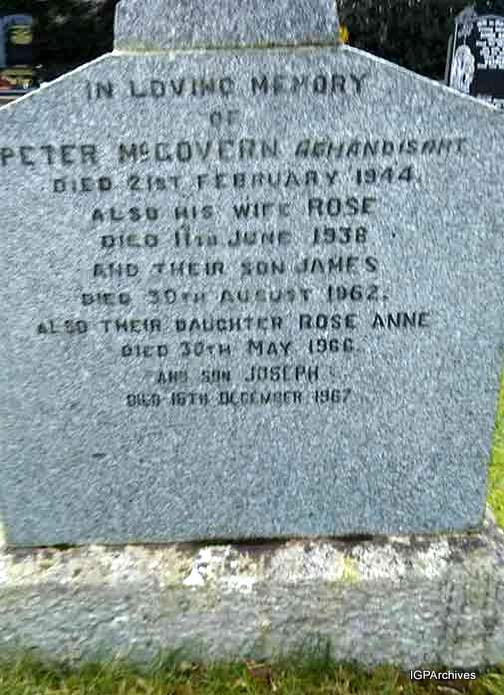 IN LOVING MEMORY
OF
PETER McGOVERN AGHANDISART
DIED 21ST FEBRUARY 1944.
ALSO HIS WIFE ROSE
DIED 11TH JUNE 1938
AND THEIR SON JAMES
DIED 30TH AUGUST 1962.
ALSO THEIR DAUGHTER ROSE ANNE
DIED 30TH MAY 1966.
AND SON JOSEPH
DIED 16TH DECEMBER 1967
IGPArchives